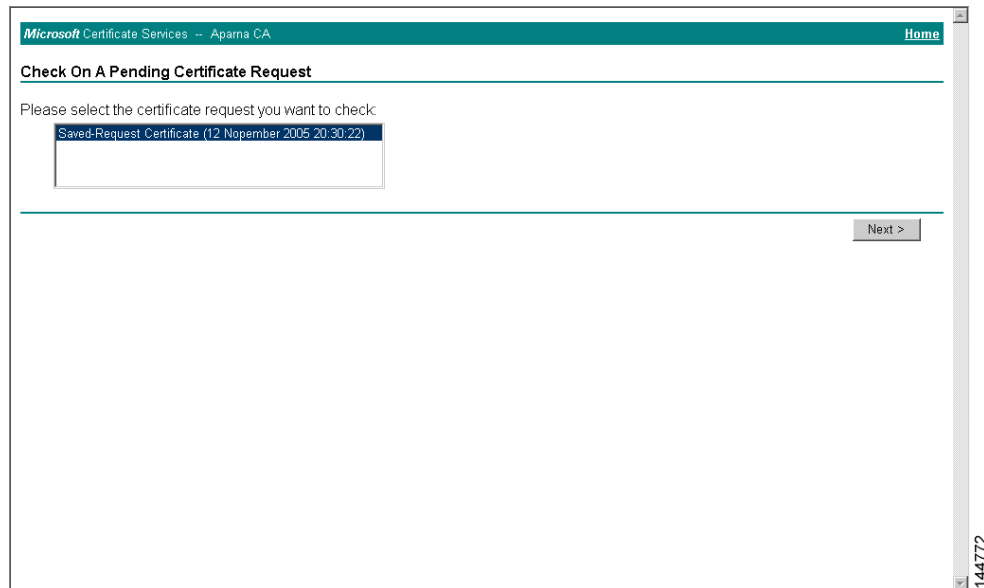 Microsoft Certificate Services -- Aparna CA Home
Check On A Pending Certificate Request
Please select the certificate request you want to check:
Saved-Request Certificate (12 Nopember 2005 20:30:22)
Next >
144772